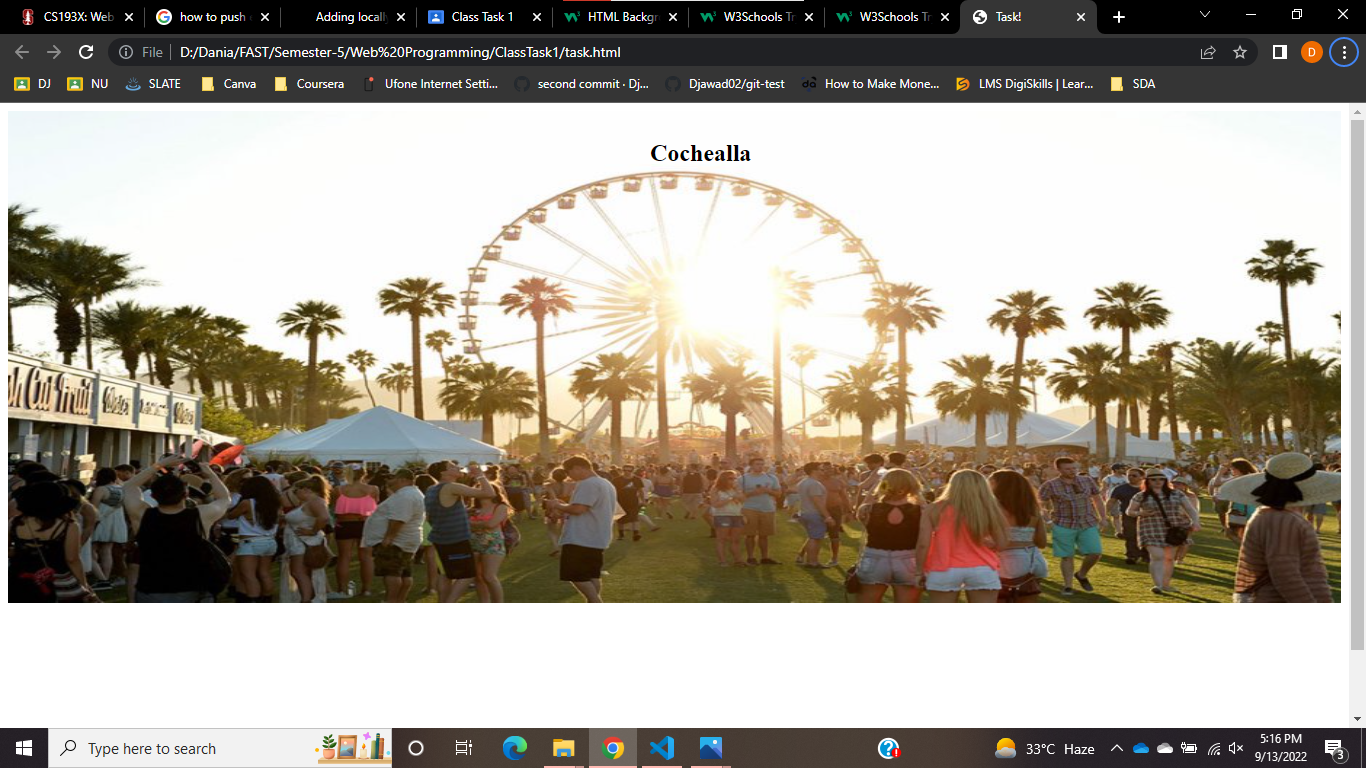 CS193X: Web
how to push
Adding locall
Class Task 1
HTML Backgr
W3Schools Tr
W3Schools Tr
Task!
File
D:/Dania/FAST/Semester-5/Web%20Programming/ClassTask1/task.html
D
DJ
NU
SLATE
Canva
Coursera
Ufone Internet Setti...
second commit · Dj...
Djawad02/git-test
How to Make Mone...
LMS DigiSkills | Lear...
SDA
Cochealla
Cut Fruit
Type here to search
33°C Haze
5:16 PM
9/13/2022
3